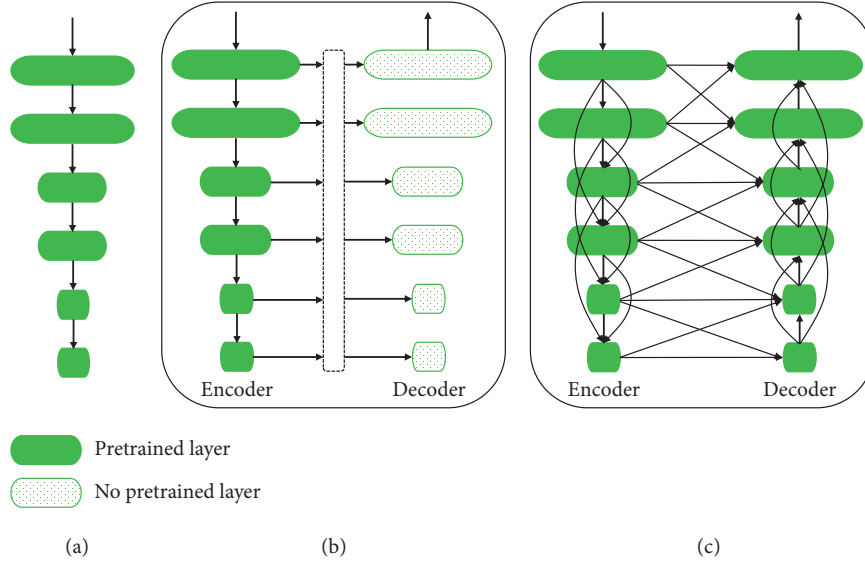 Encoder
Decoder
Encoder
Decoder
Pretrained layer
No pretrained layer
(a)
(b)
(c)